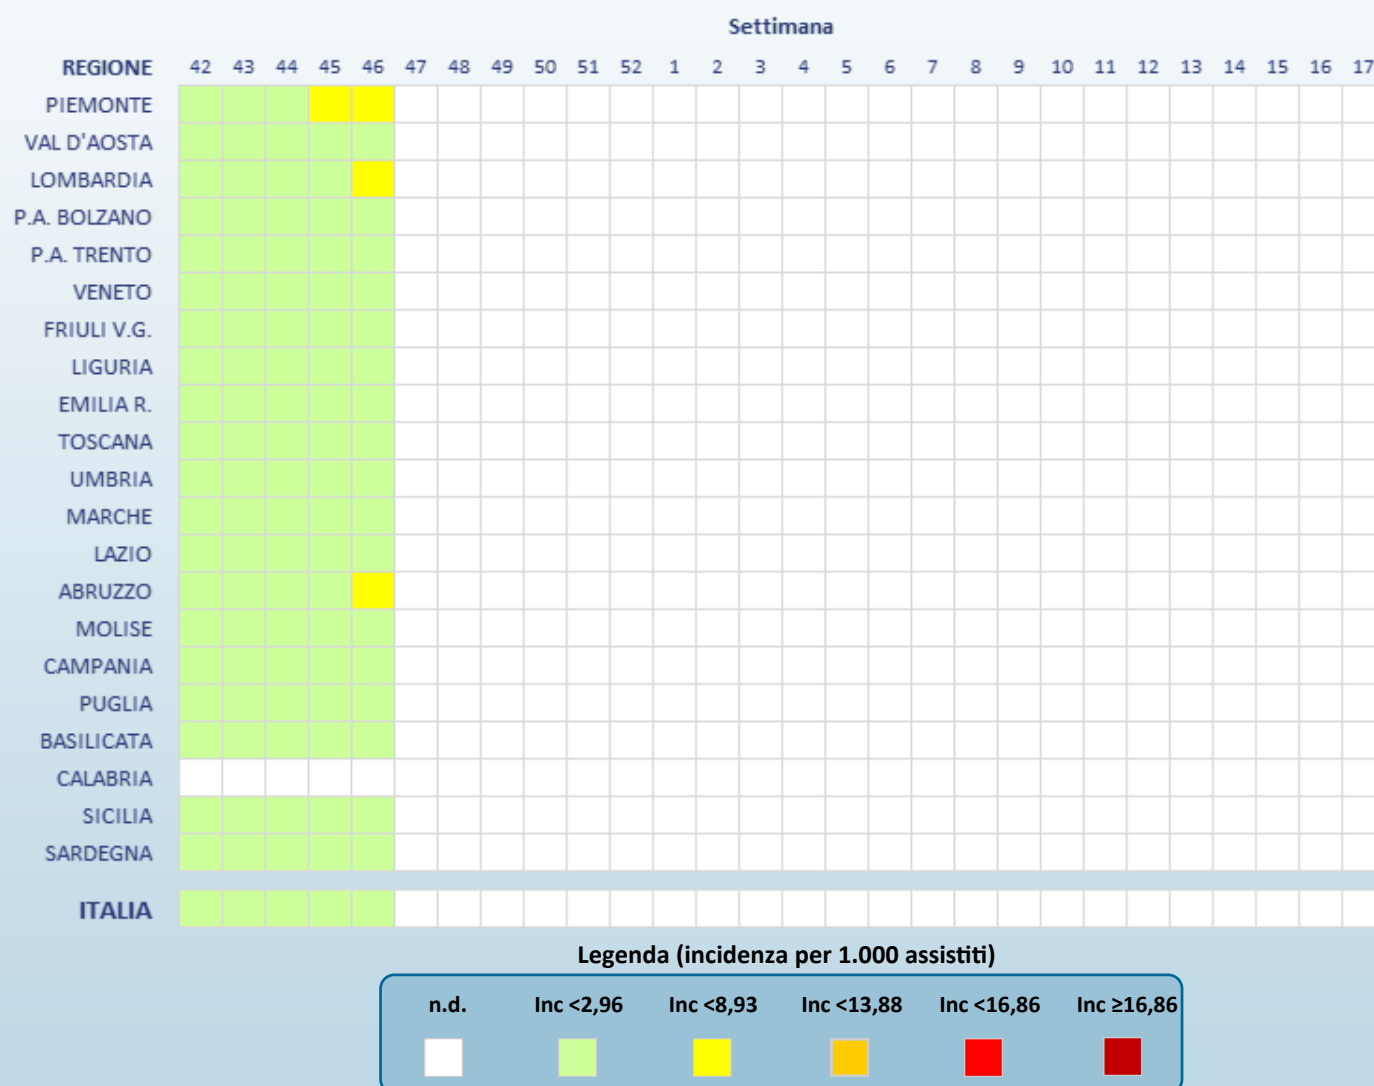 Settimana
REGIONE 42 43 44 45 46 47 48 49 50 51 52 1 2 3 4 5 6 7 8 9 10 11 12 13 14 15 16 17
PIEMONTE
VAL D'AOSTA
LOMBARDIA
P.A. BOLZANO
P.A. TRENTO
VENETO
FRIULI V.G.
LIGURIA
EMILIA R.
TOSCANA
UMBRIA
MARCHE
LAZIO
ABRUZZO
MOLISE
CAMPANIA
PUGLIA
BASILICATA
CALABRIA
SICILIA
SARDEGNA
ITALIA
Legenda (incidenza per 1.000 assistiti)
n.d. Inc <2,96 Inc <8,93 Inc <13,88 Inc <16,86 Inc ≥16,86